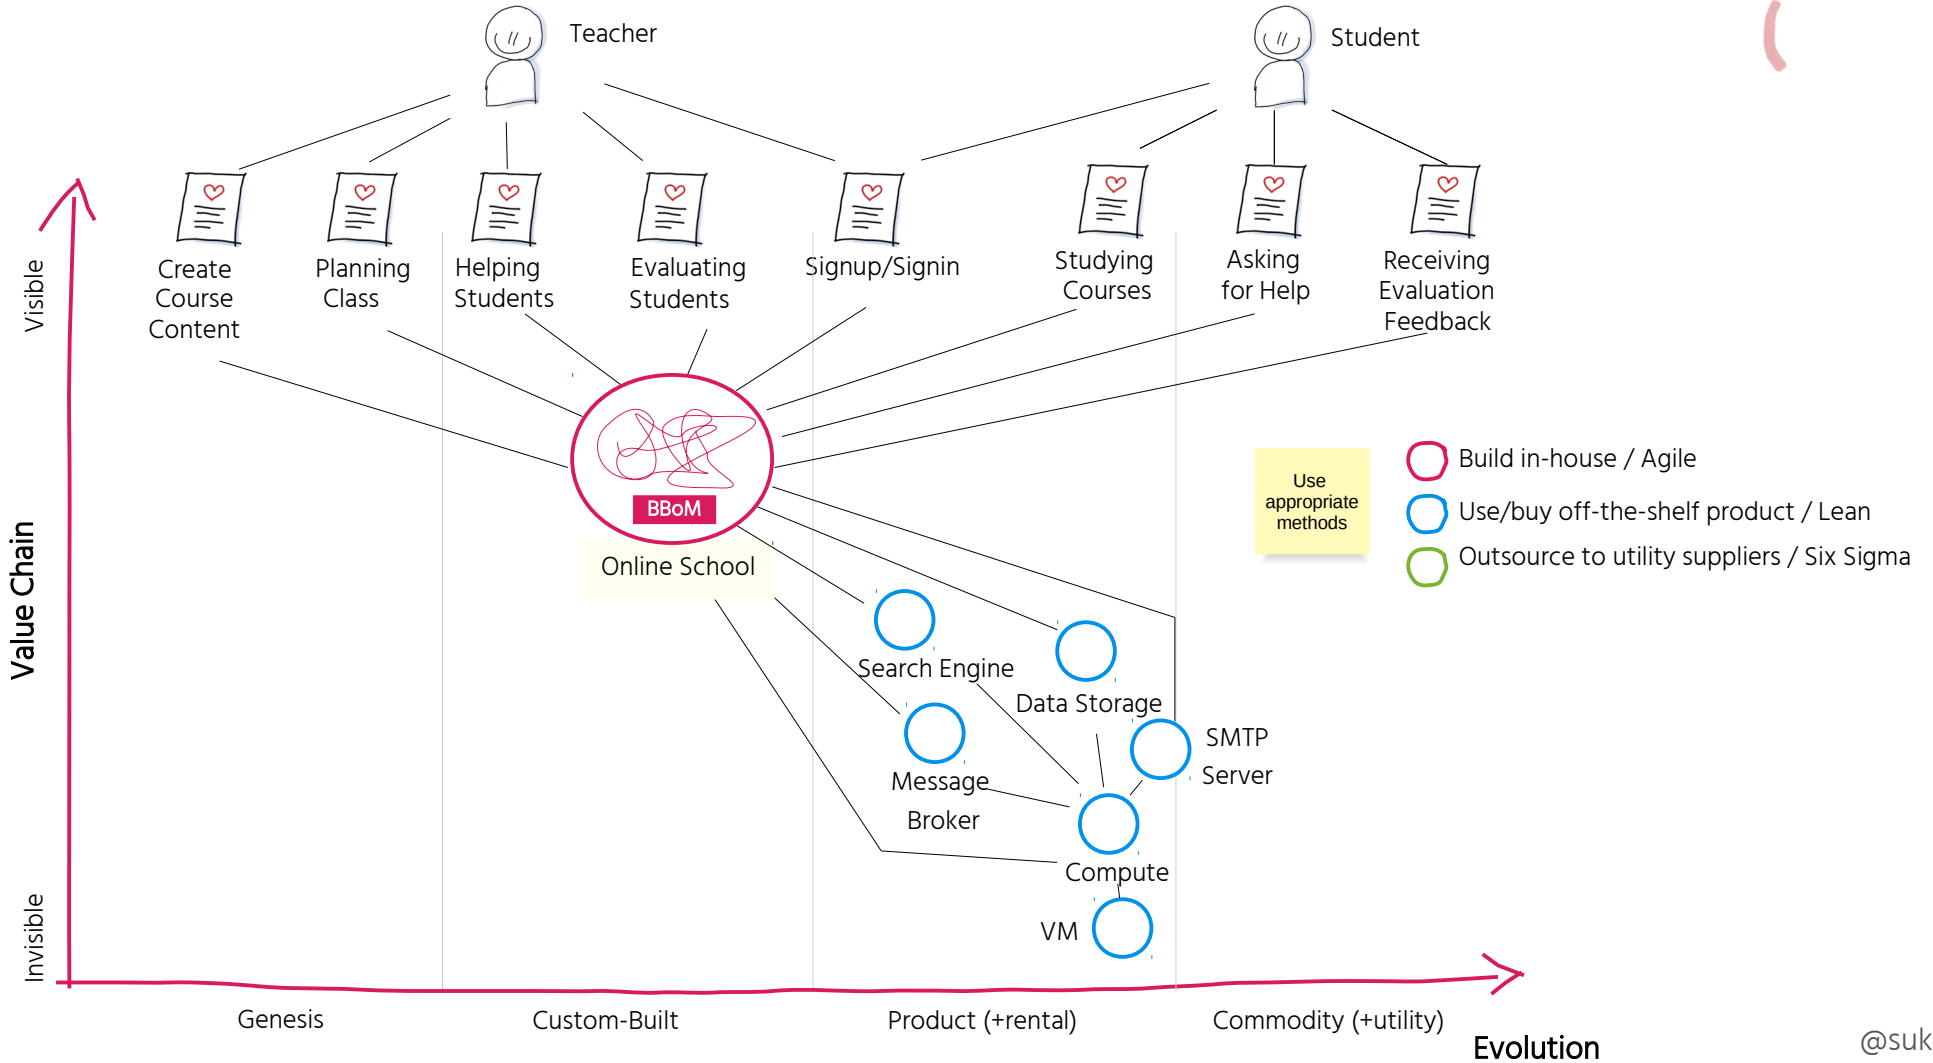 Teacher
Student
Create
Course
Content
Planning
Class
Helping
Students
Evaluating
Students
Signup/Signin
Studying
Courses
Asking
for Help
Receiving
Evaluation
Feedback
Visible
Value Chain
Invisible
BBoM
Online School
Use
appropriate
methods
Build in-house / Agile
Use/buy off-the-shelf product / Lean
Outsource to utility suppliers / Six Sigma
Search Engine
Data Storage
SMTP
Server
Message
Broker
Compute
VM
Genesis
Custom-Built
Product (+rental)
Commodity (+utility)
Evolution
@suk